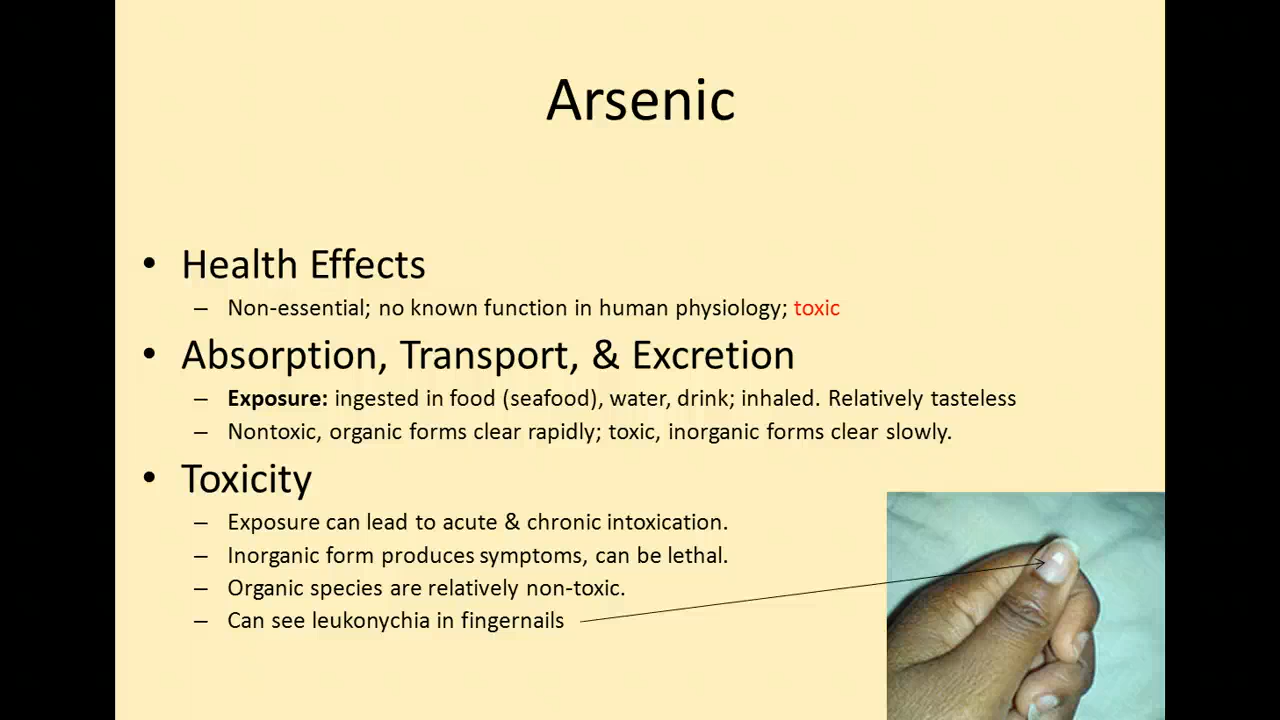 Arsenic
• Health Effects
– Non-essential; no known function in human physiology; toxic
• Absorption, Transport, & Excretion
– Exposure: ingested in food (seafood), water, drink; inhaled. Relatively tasteless
– Nontoxic, organic forms clear rapidly; toxic, inorganic forms clear slowly.
• Toxicity
– Exposure can lead to acute & chronic intoxication.
– Inorganic form produces symptoms, can be lethal.
– Organic species are relatively non-toxic.
– Can see leukonychia in fingernails